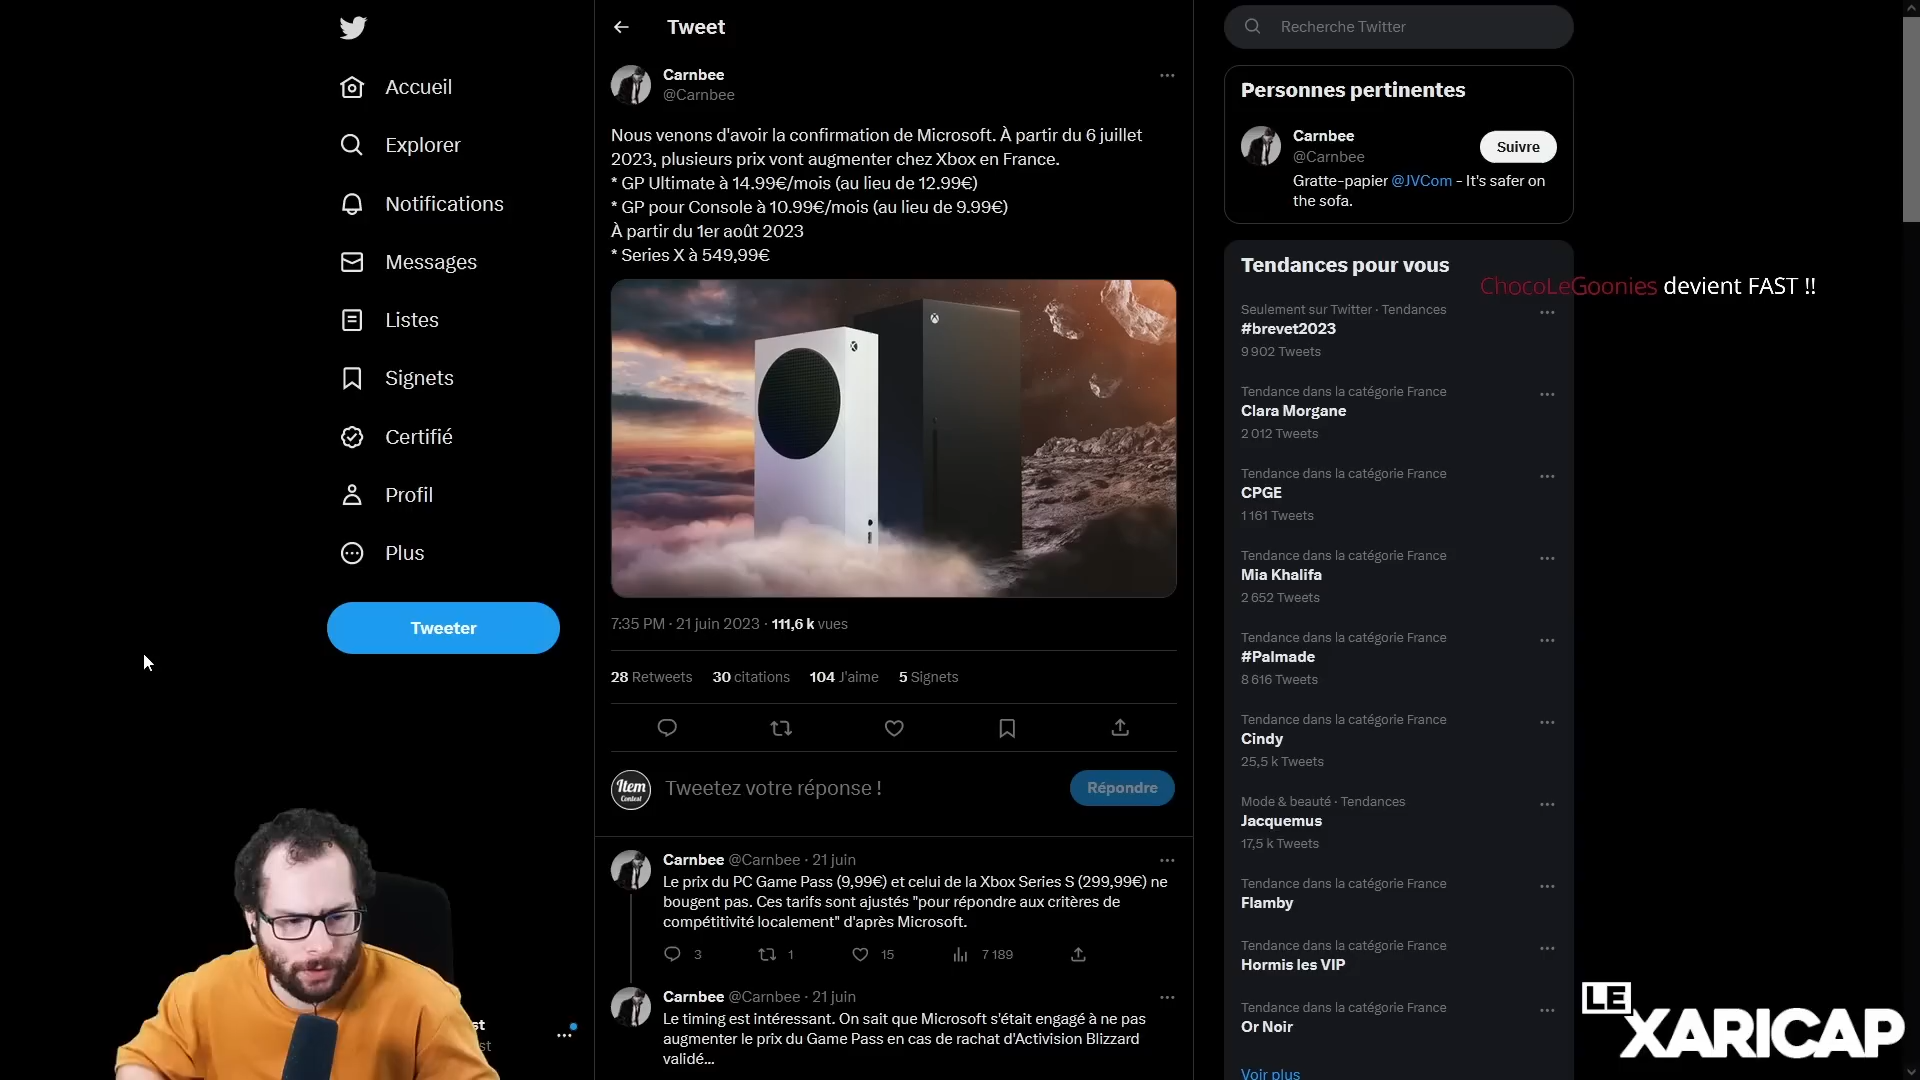 Accueil
Explorer
Notifications
Messages
Listes
Signets
Certifié
Profil
Plus
Tweeter
st
st
Tweet
Carnbee
@Carnbee
Nous venons d'avoir la confirmation de Microsoft. À partir du 6 juillet
2023, plusieurs prix vont augmenter chez Xbox en France.
* GP Ultimate à 14.99€/mois (au lieu de 12.99€)
* GP pour Console à 10.99€/mois (au lieu de 9.99€)
À partir du 1er août 2023
* Series X à 549,99€
7:35 PM · 21 juin 2023 · 111,6 k vues
28 Retweets 30 citations 104 J'aime 5 Signets
Item
Contest
Tweetez votre réponse !
Répondre
Carnbee @Carnbee · 21 juin
Le prix du PC Game Pass (9,99€) et celui de la Xbox Series S (299,99€) ne
bougent pas. Ces tarifs sont ajustés "pour répondre aux critères de
compétitivité localement" d'après Microsoft.
3 1 15 7 189
Carnbee @Carnbee · 21 juin
Le timing est intéressant. On sait que Microsoft s'était engagé à ne pas
augmenter le prix du Game Pass en cas de rachat d'Activision Blizzard
validé...
Recherche Twitter
Personnes pertinentes
Carnbee
@Carnbee
Suivre
Gratte-papier @JVCom - It's safer on
the sofa.
Tendances pour vous
ChocoLeGoonies devient FAST !!
Seulement sur Twitter · Tendances
#brevet2023
9 902 Tweets
Tendance dans la catégorie France
Clara Morgane
2 012 Tweets
Tendance dans la catégorie France
CPGE
1 161 Tweets
Tendance dans la catégorie France
Mia Khalifa
2 652 Tweets
Tendance dans la catégorie France
#Palmade
8 616 Tweets
Tendance dans la catégorie France
Cindy
25,5 k Tweets
Mode & beauté · Tendances
Jacquemus
17,5 k Tweets
Tendance dans la catégorie France
Flamby
Tendance dans la catégorie France
Hormis les VIP
Tendance dans la catégorie France
Or Noir
Voir plus
LE
XARICAP